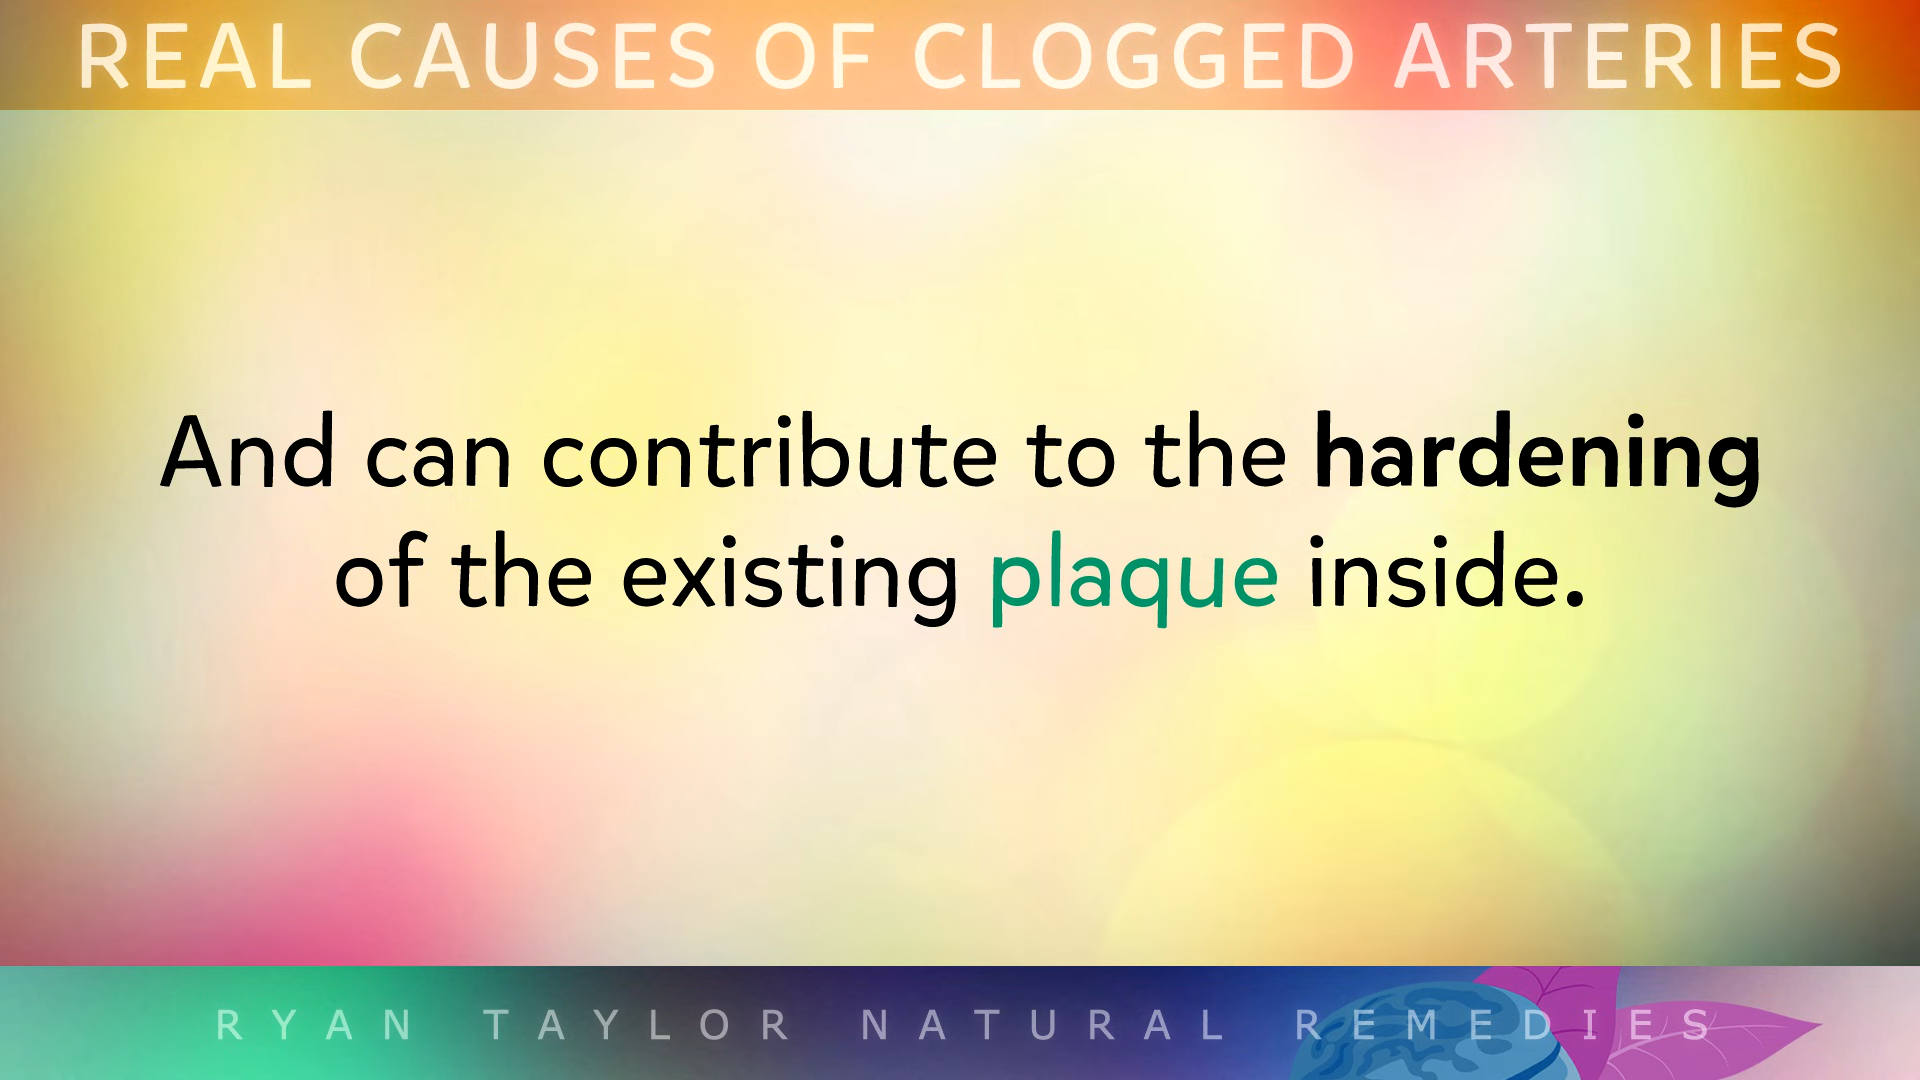 REAL CAUSES OF CLOGGED ARTERIES
And can contribute to the hardening
of the existing plaque inside.
RYAN TAYLOR NATURAL REMEDIES